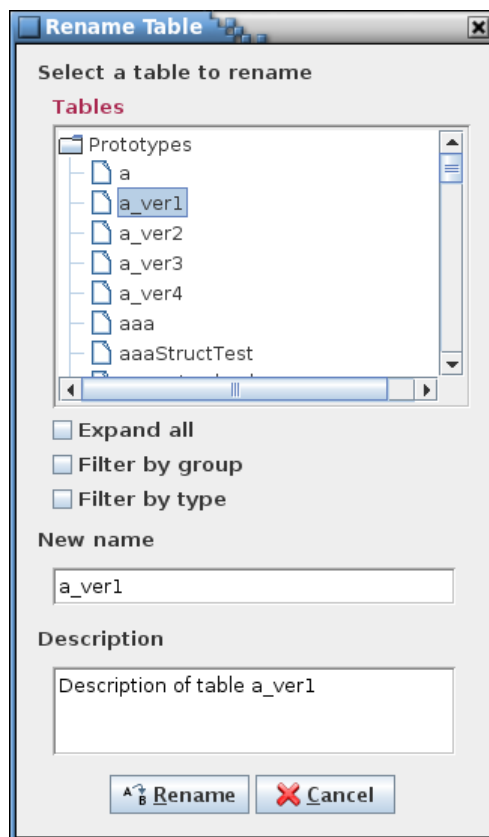 Rename Table
Select a table to rename
Tables
Prototypes
a
a_ver1
a_ver2
a_ver3
a_ver4
aaa
aaaStructTest
Expand all
Filter by group
Filter by type
New name
a_ver1
Description
Description of table a_ver1
A B Rename
Cancel